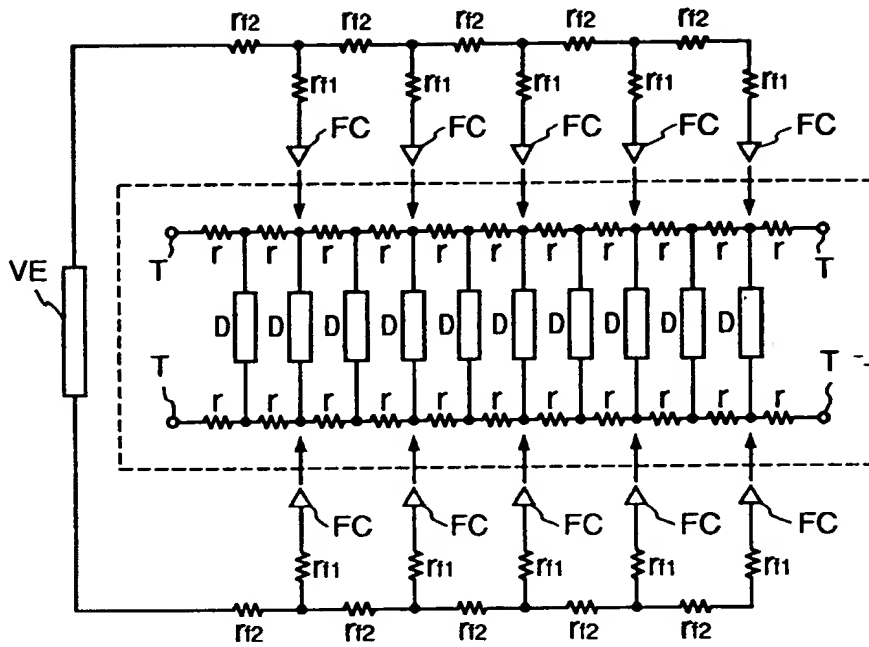 rf2 rf2 rf2 rf2 rf2
rf1 rf1 rf1 rf1 rf1
FC FC FC FC FC
T r r r r r r r r r r r T
VE
D D D D D D D D D D
T T
r r r r r r r r r r r
FC FC FC FC FC
rf1 rf1 rf1 rf1 rf1
rf2 rf2 rf2 rf2 rf2